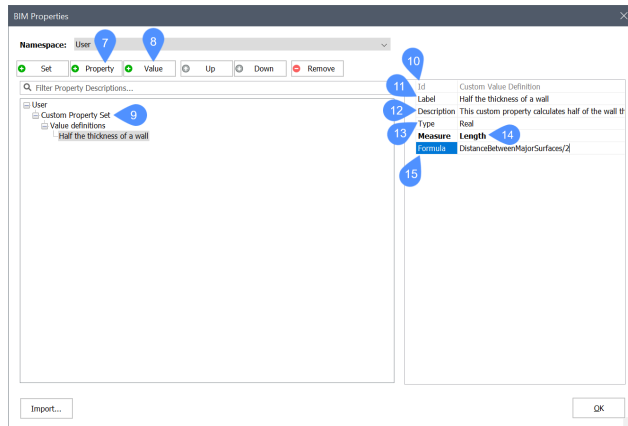 BIM Properties
Namespace: User
Set Property Value Up Down Remove
7
8
Filter Property Descriptions...
User
Custom Property Set
9
Value definitions
Half the thickness of a wall
10
Id Custom Value Definition
11
Label Half the thickness of a wall
12
Description This custom property calculates half of the wall th
13
Type Real
Measure Length
14
Formula DistanceBetweenMajorSurfaces/2
15
Import...
OK